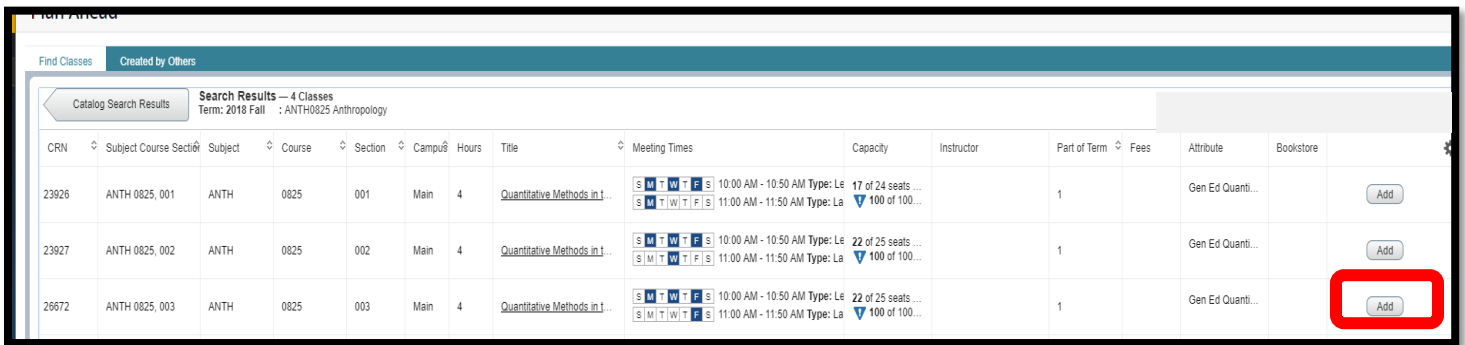 Find Classes Created by Others
Catalog Search Results
Search Results — 4 Classes
Term: 2018 Fall : ANTH0825 Anthropology
CRN Subject Course Section Subject Course Section Campus Hours Title Meeting Times Capacity Instructor Part of Term Fees Attribute Bookstore
23926 ANTH 0825, 001 ANTH 0825 001 Main 4 Quantitative Methods in t... S M T W T F S 10:00 AM - 10:50 AM Type: Le 17 of 24 seats ... 1 Gen Ed Quanti... Add
S M T W T F S 11:00 AM - 11:50 AM Type: La 100 of 100...
23927 ANTH 0825, 002 ANTH 0825 002 Main 4 Quantitative Methods in t... S M T W T F S 10:00 AM - 10:50 AM Type: Le 22 of 25 seats ... 1 Gen Ed Quanti... Add
S M T W T F S 11:00 AM - 11:50 AM Type: La 100 of 100...
26672 ANTH 0825, 003 ANTH 0825 003 Main 4 Quantitative Methods in t... S M T W T F S 10:00 AM - 10:50 AM Type: Le 22 of 25 seats ... 1 Gen Ed Quanti... Add
S M T W T F S 11:00 AM - 11:50 AM Type: La 100 of 100...